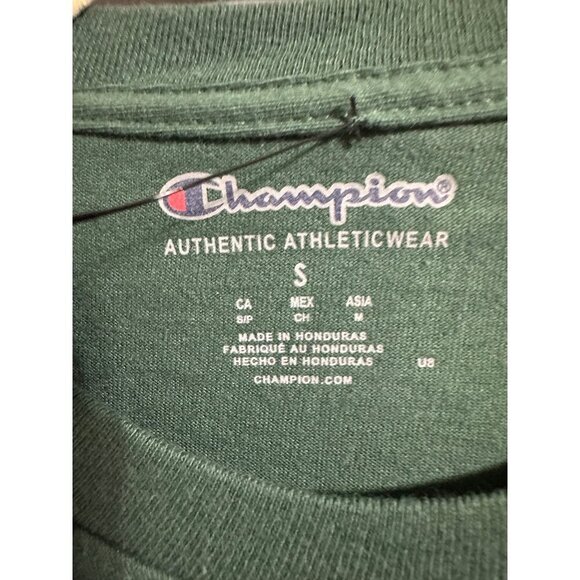 Champion®
AUTHENTIC ATHLETICWEAR
S
CA MEX ASIA
S/P CH M
MADE IN HONDURAS
FABRIQUÉ AU HONDURAS
HECHO EN HONDURAS US
CHAMPION.COM